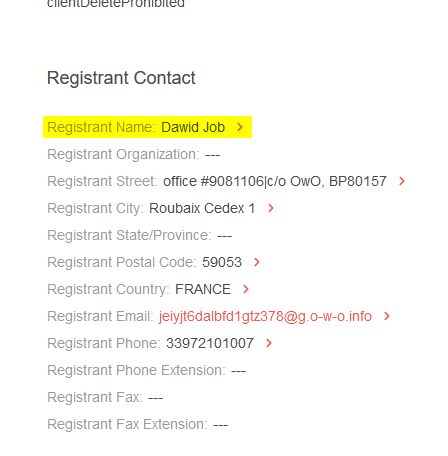 clientDeleteProhibited
Registrant Contact
Registrant Name: Dawid Job
Registrant Organization: ---
Registrant Street: office #9081106|c/o OwO, BP80157
Registrant City: Roubaix Cedex 1
Registrant State/Province: ---
Registrant Postal Code: 59053
Registrant Country: FRANCE
Registrant Email: jeiyjt6dalbfd1gtz378@g.o-w-o.info
Registrant Phone: 33972101007
Registrant Phone Extension: ---
Registrant Fax: ---
Registrant Fax Extension: ---